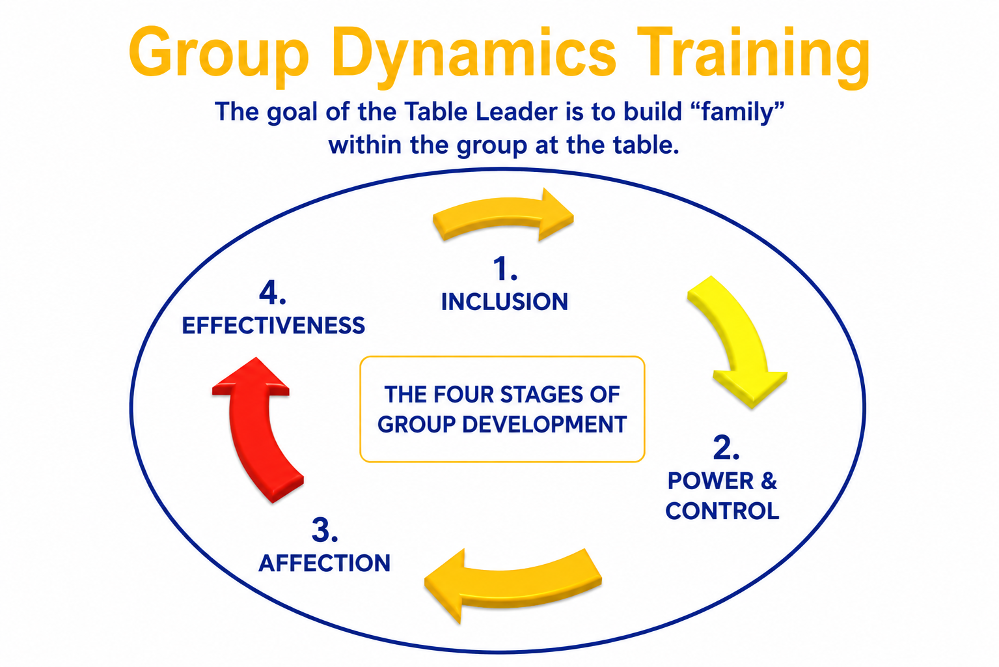 Group Dynamics Training
The goal of the Table Leader is to build “family”
within the group at the table.
1.
INCLUSION
2.
POWER &
CONTROL
3.
AFFECTION
4.
EFFECTIVENESS
THE FOUR STAGES OF
GROUP DEVELOPMENT